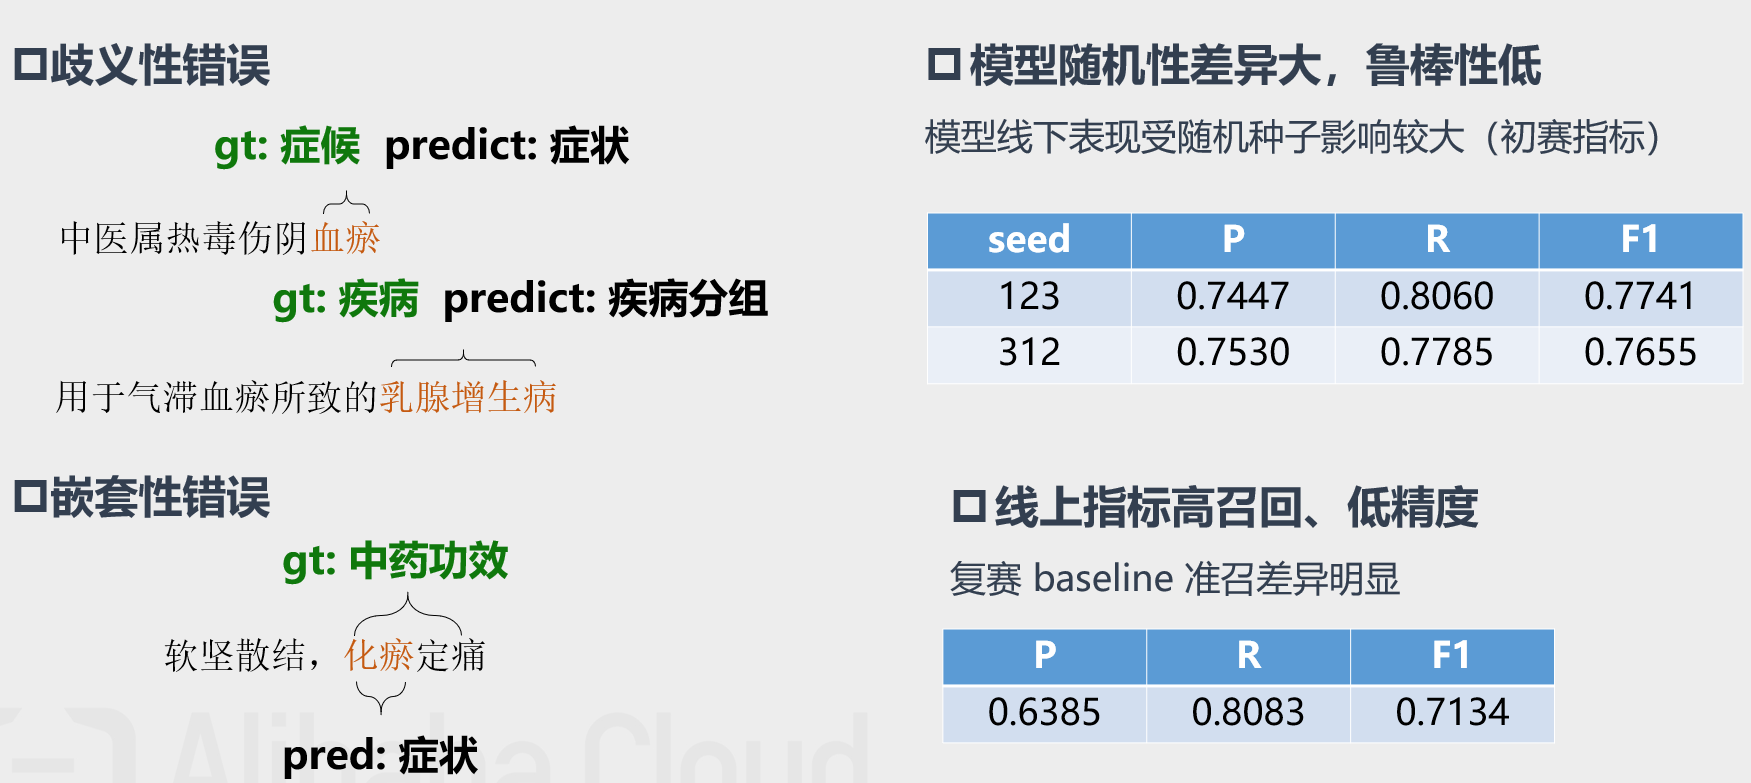 歧义性错误
gt: 症候 predict: 症状
中医属热毒伤阴血瘀
gt: 疾病 predict: 疾病分组
用于气滞血瘀所致的乳腺增生病
嵌套性错误
gt: 中药功效
软坚散结，化瘀定痛
pred: 症状
模型随机性差异大，鲁棒性低
模型线下表现受随机种子影响较大（初赛指标）
seed P R F1
123 0.7447 0.8060 0.7741
312 0.7530 0.7785 0.7655
线上指标高召回、低精度
复赛 baseline 准召差异明显
P R F1
0.6385 0.8083 0.7134
Alibaba Cloud